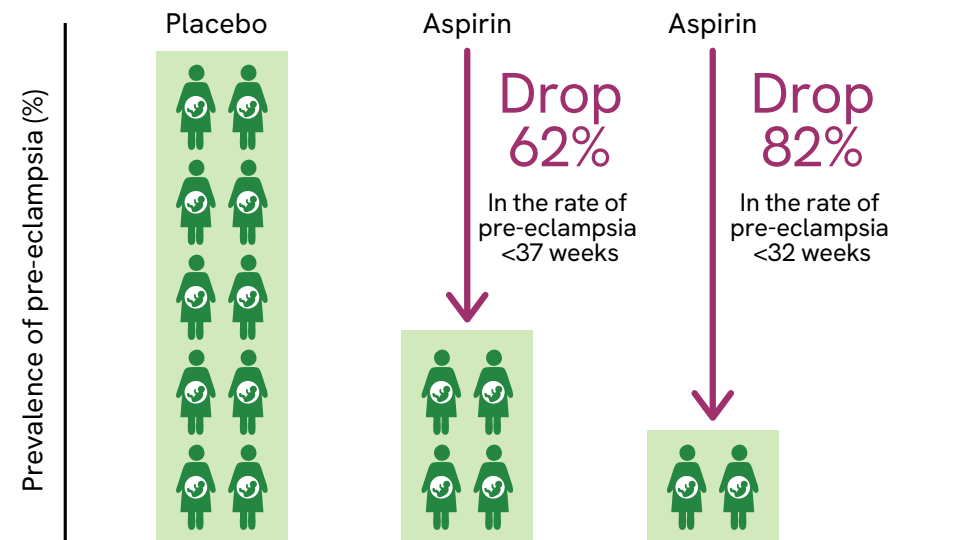 Placebo
Aspirin
Aspirin
Prevalence of pre-eclampsia (%)
Drop
62%
In the rate of
pre-eclampsia
<37 weeks
Drop
82%
In the rate of
pre-eclampsia
<32 weeks